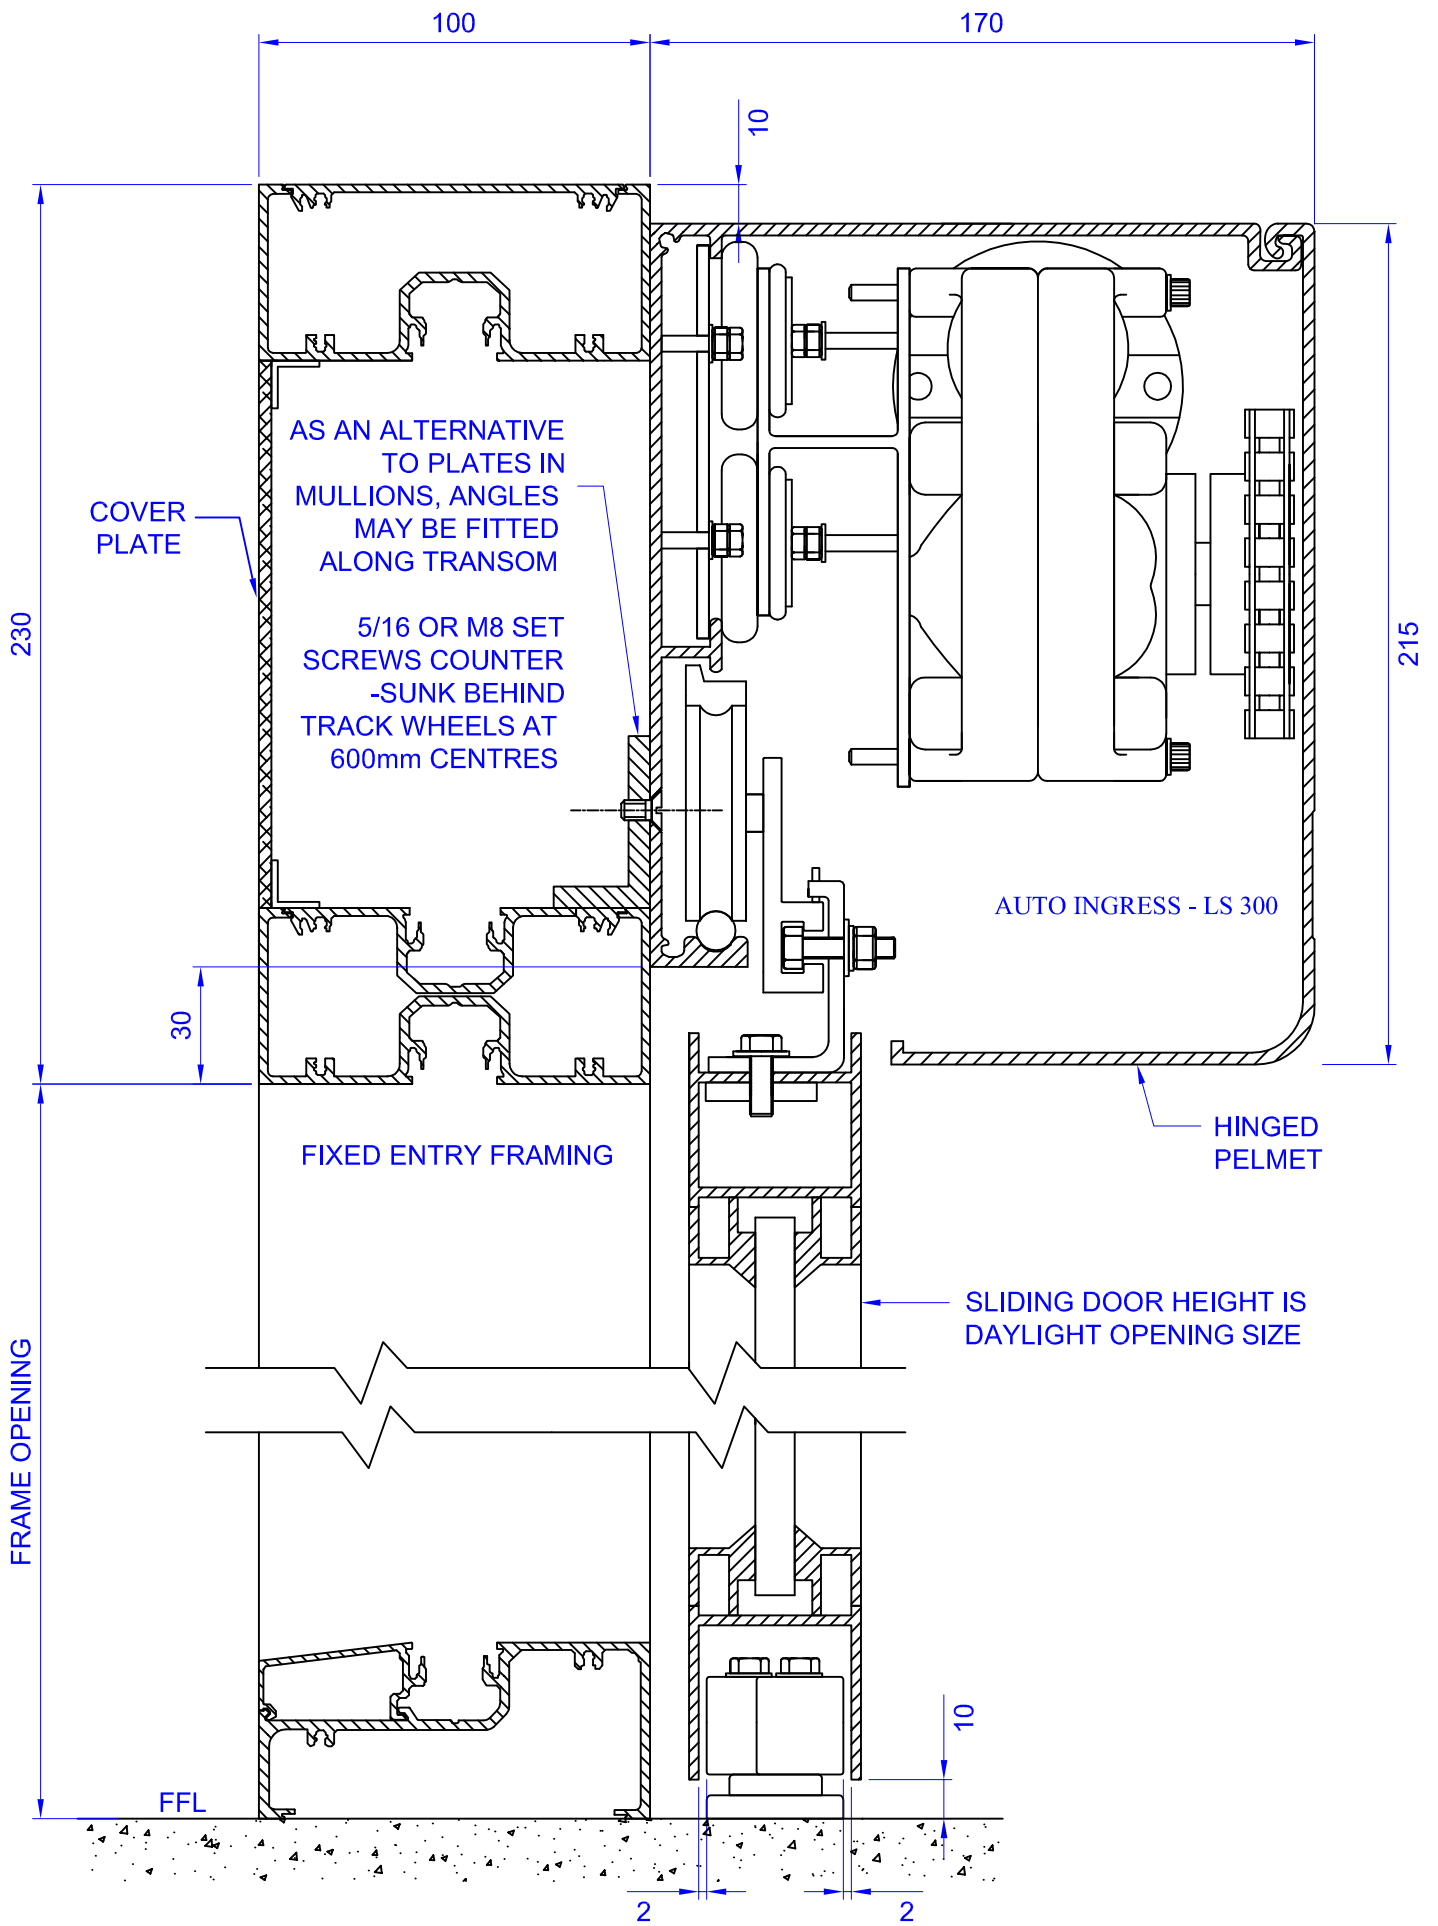 100
170
10
AS AN ALTERNATIVE
TO PLATES IN
MULLIONS, ANGLES
MAY BE FITTED
ALONG TRANSOM
COVER
PLATE
5/16 OR M8 SET
SCREWS COUNTER
-SUNK BEHIND
TRACK WHEELS AT
600mm CENTRES
230
215
AUTO INGRESS - LS 300
30
FIXED ENTRY FRAMING
HINGED
PELMET
SLIDING DOOR HEIGHT IS
DAYLIGHT OPENING SIZE
FRAME OPENING
10
FFL
2
2